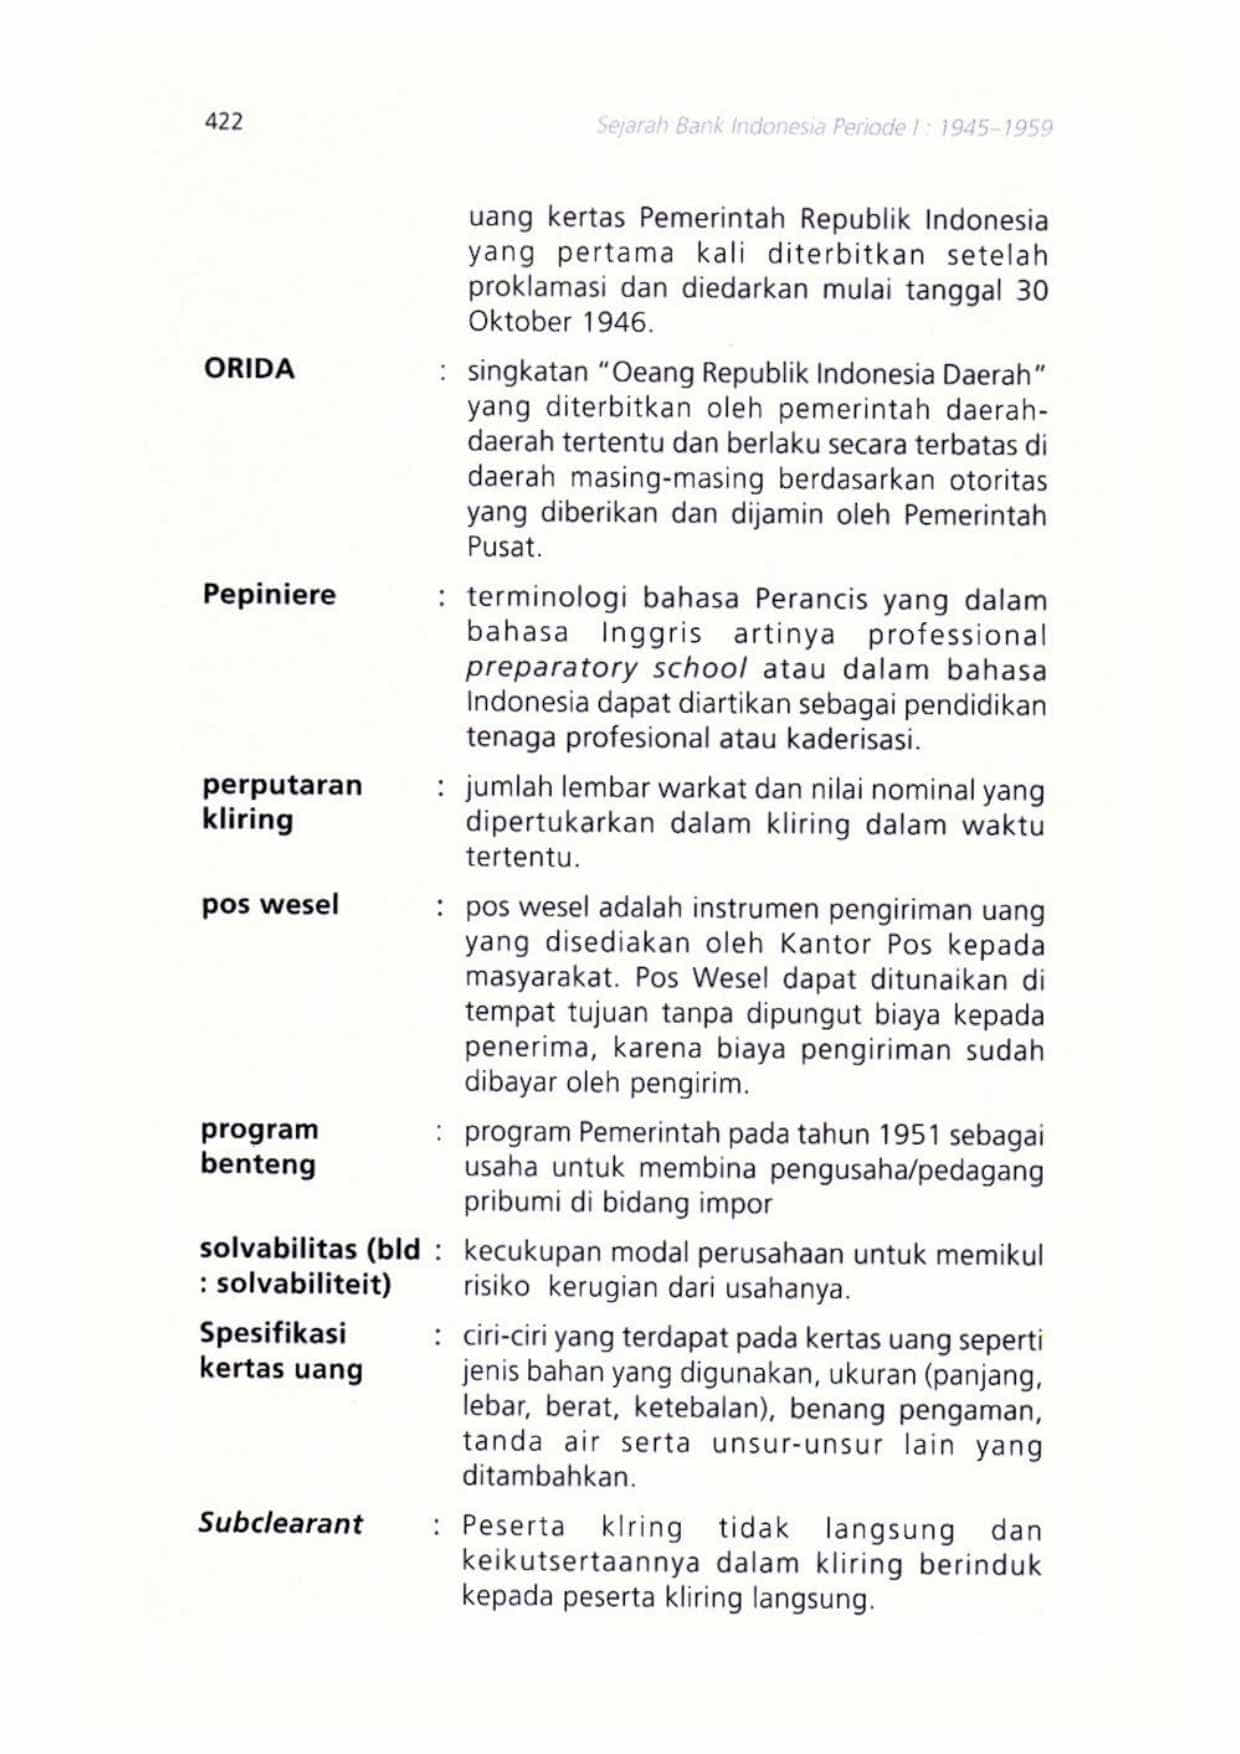 422
Sejarah Bank Indonesia Periode I : 1945–1959
uang kertas Pemerintah Republik Indonesia
yang pertama kali diterbitkan setelah
proklamasi dan diedarkan mulai tanggal 30
Oktober 1946.
ORIDA : singkatan “Oeang Republik Indonesia Daerah”
yang diterbitkan oleh pemerintah daerah-
daerah tertentu dan berlaku secara terbatas di
daerah masing-masing berdasarkan otoritas
yang diberikan dan dijamin oleh Pemerintah
Pusat.
Pepiniere : terminologi bahasa Perancis yang dalam
bahasa Inggris artinya professional
preparatory school atau dalam bahasa
Indonesia dapat diartikan sebagai pendidikan
tenaga profesional atau kaderisasi.
perputaran : jumlah lembar warkat dan nilai nominal yang
kliring dipertukarkan dalam kliring dalam waktu
tertentu.
pos wesel : pos wesel adalah instrumen pengiriman uang
yang disediakan oleh Kantor Pos kepada
masyarakat. Pos Wesel dapat ditunaikan di
tempat tujuan tanpa dipungut biaya kepada
penerima, karena biaya pengiriman sudah
dibayar oleh pengirim.
program : program Pemerintah pada tahun 1951 sebagai
benteng usaha untuk membina pengusaha/pedagang
pribumi di bidang impor
solvabilitas (bld : kecukupan modal perusahaan untuk memikul
: solvabiliteit) risiko kerugian dari usahanya.
Spesifikasi : ciri-ciri yang terdapat pada kertas uang seperti
kertas uang jenis bahan yang digunakan, ukuran (panjang,
lebar, berat, ketebalan), benang pengaman,
tanda air serta unsur-unsur lain yang
ditambahkan.
Subclearant : Peserta klring tidak langsung dan
keikutsertaannya dalam kliring berinduk
kepada peserta kliring langsung.